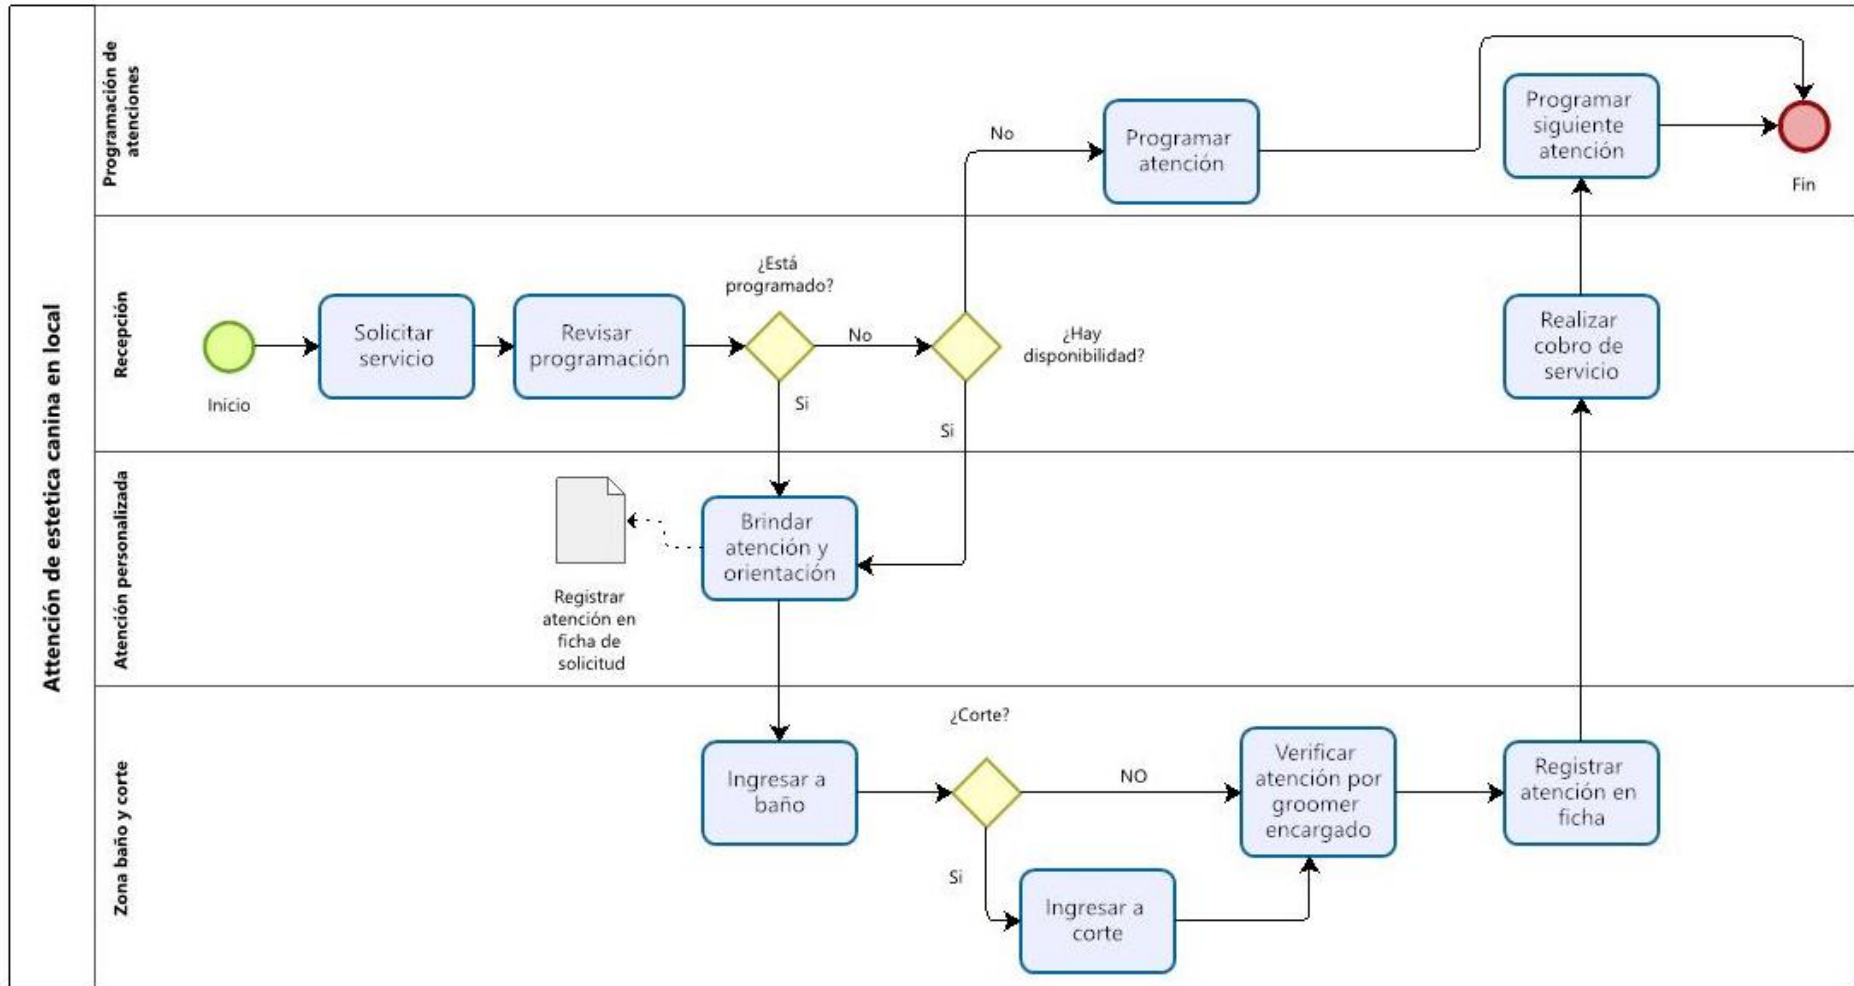 Atención de estetica canina en local
Programación de
atenciones
No
Programar
atención
Programar
siguiente
atención
Fin
Recepción
Inicio
Solicitar
servicio
Revisar
programación
¿Está
programado?
No
Si
¿Hay
disponibilidad?
Si
Realizar
cobro de
servicio
Atención personalizada
Registrar
atención en
ficha de
solicitud
Brindar
atención y
orientación
Zona baño y corte
Ingresar a
baño
¿Corte?
NO
Si
Ingresar a
corte
Verificar
atención por
groomer
encargado
Registrar
atención en
ficha